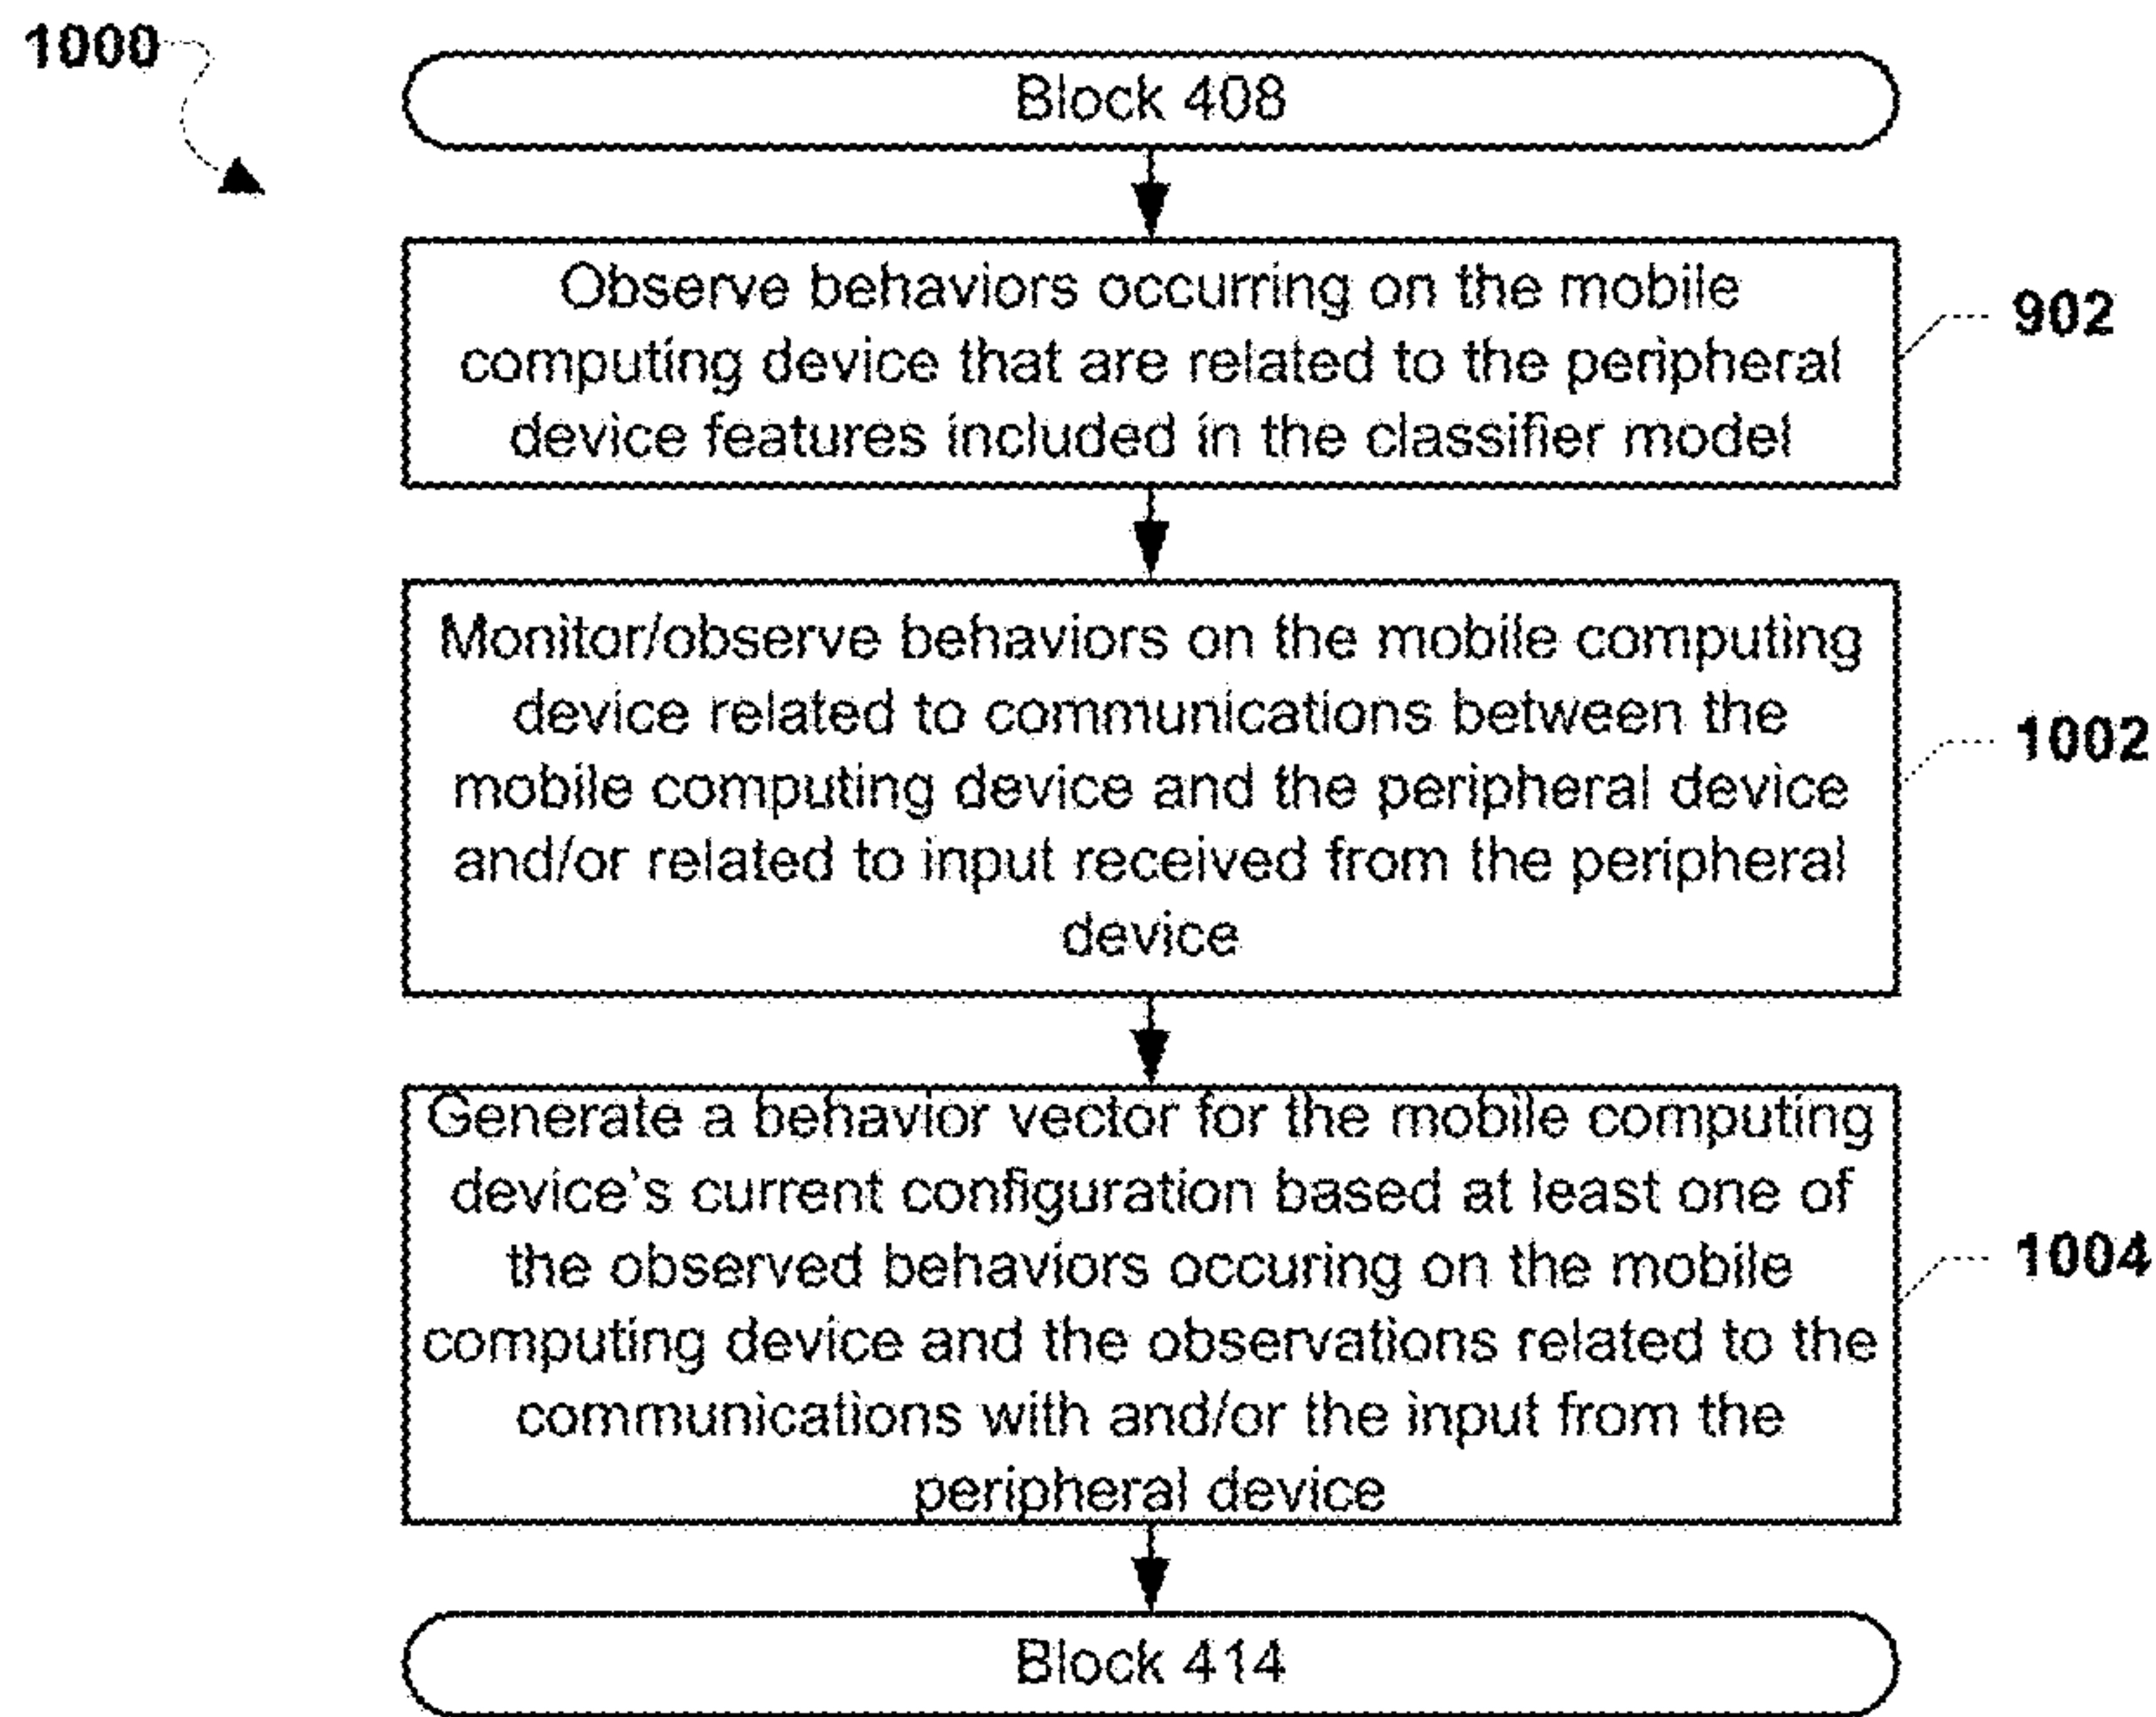 1000
Block 408
Observe behaviors occurring on the mobile
computing device that are related to the peripheral
device features included in the classifier model
902
Monitor/observe behaviors on the mobile computing
device related to communications between the
mobile computing device and the peripheral device
and/or related to input received from the peripheral
device
1002
Generate a behavior vector for the mobile computing
device's current configuration based at least one of
the observed behaviors occuring on the mobile
computing device and the observations related to the
communications with and/or the input from the
peripheral device
1004
Block 414